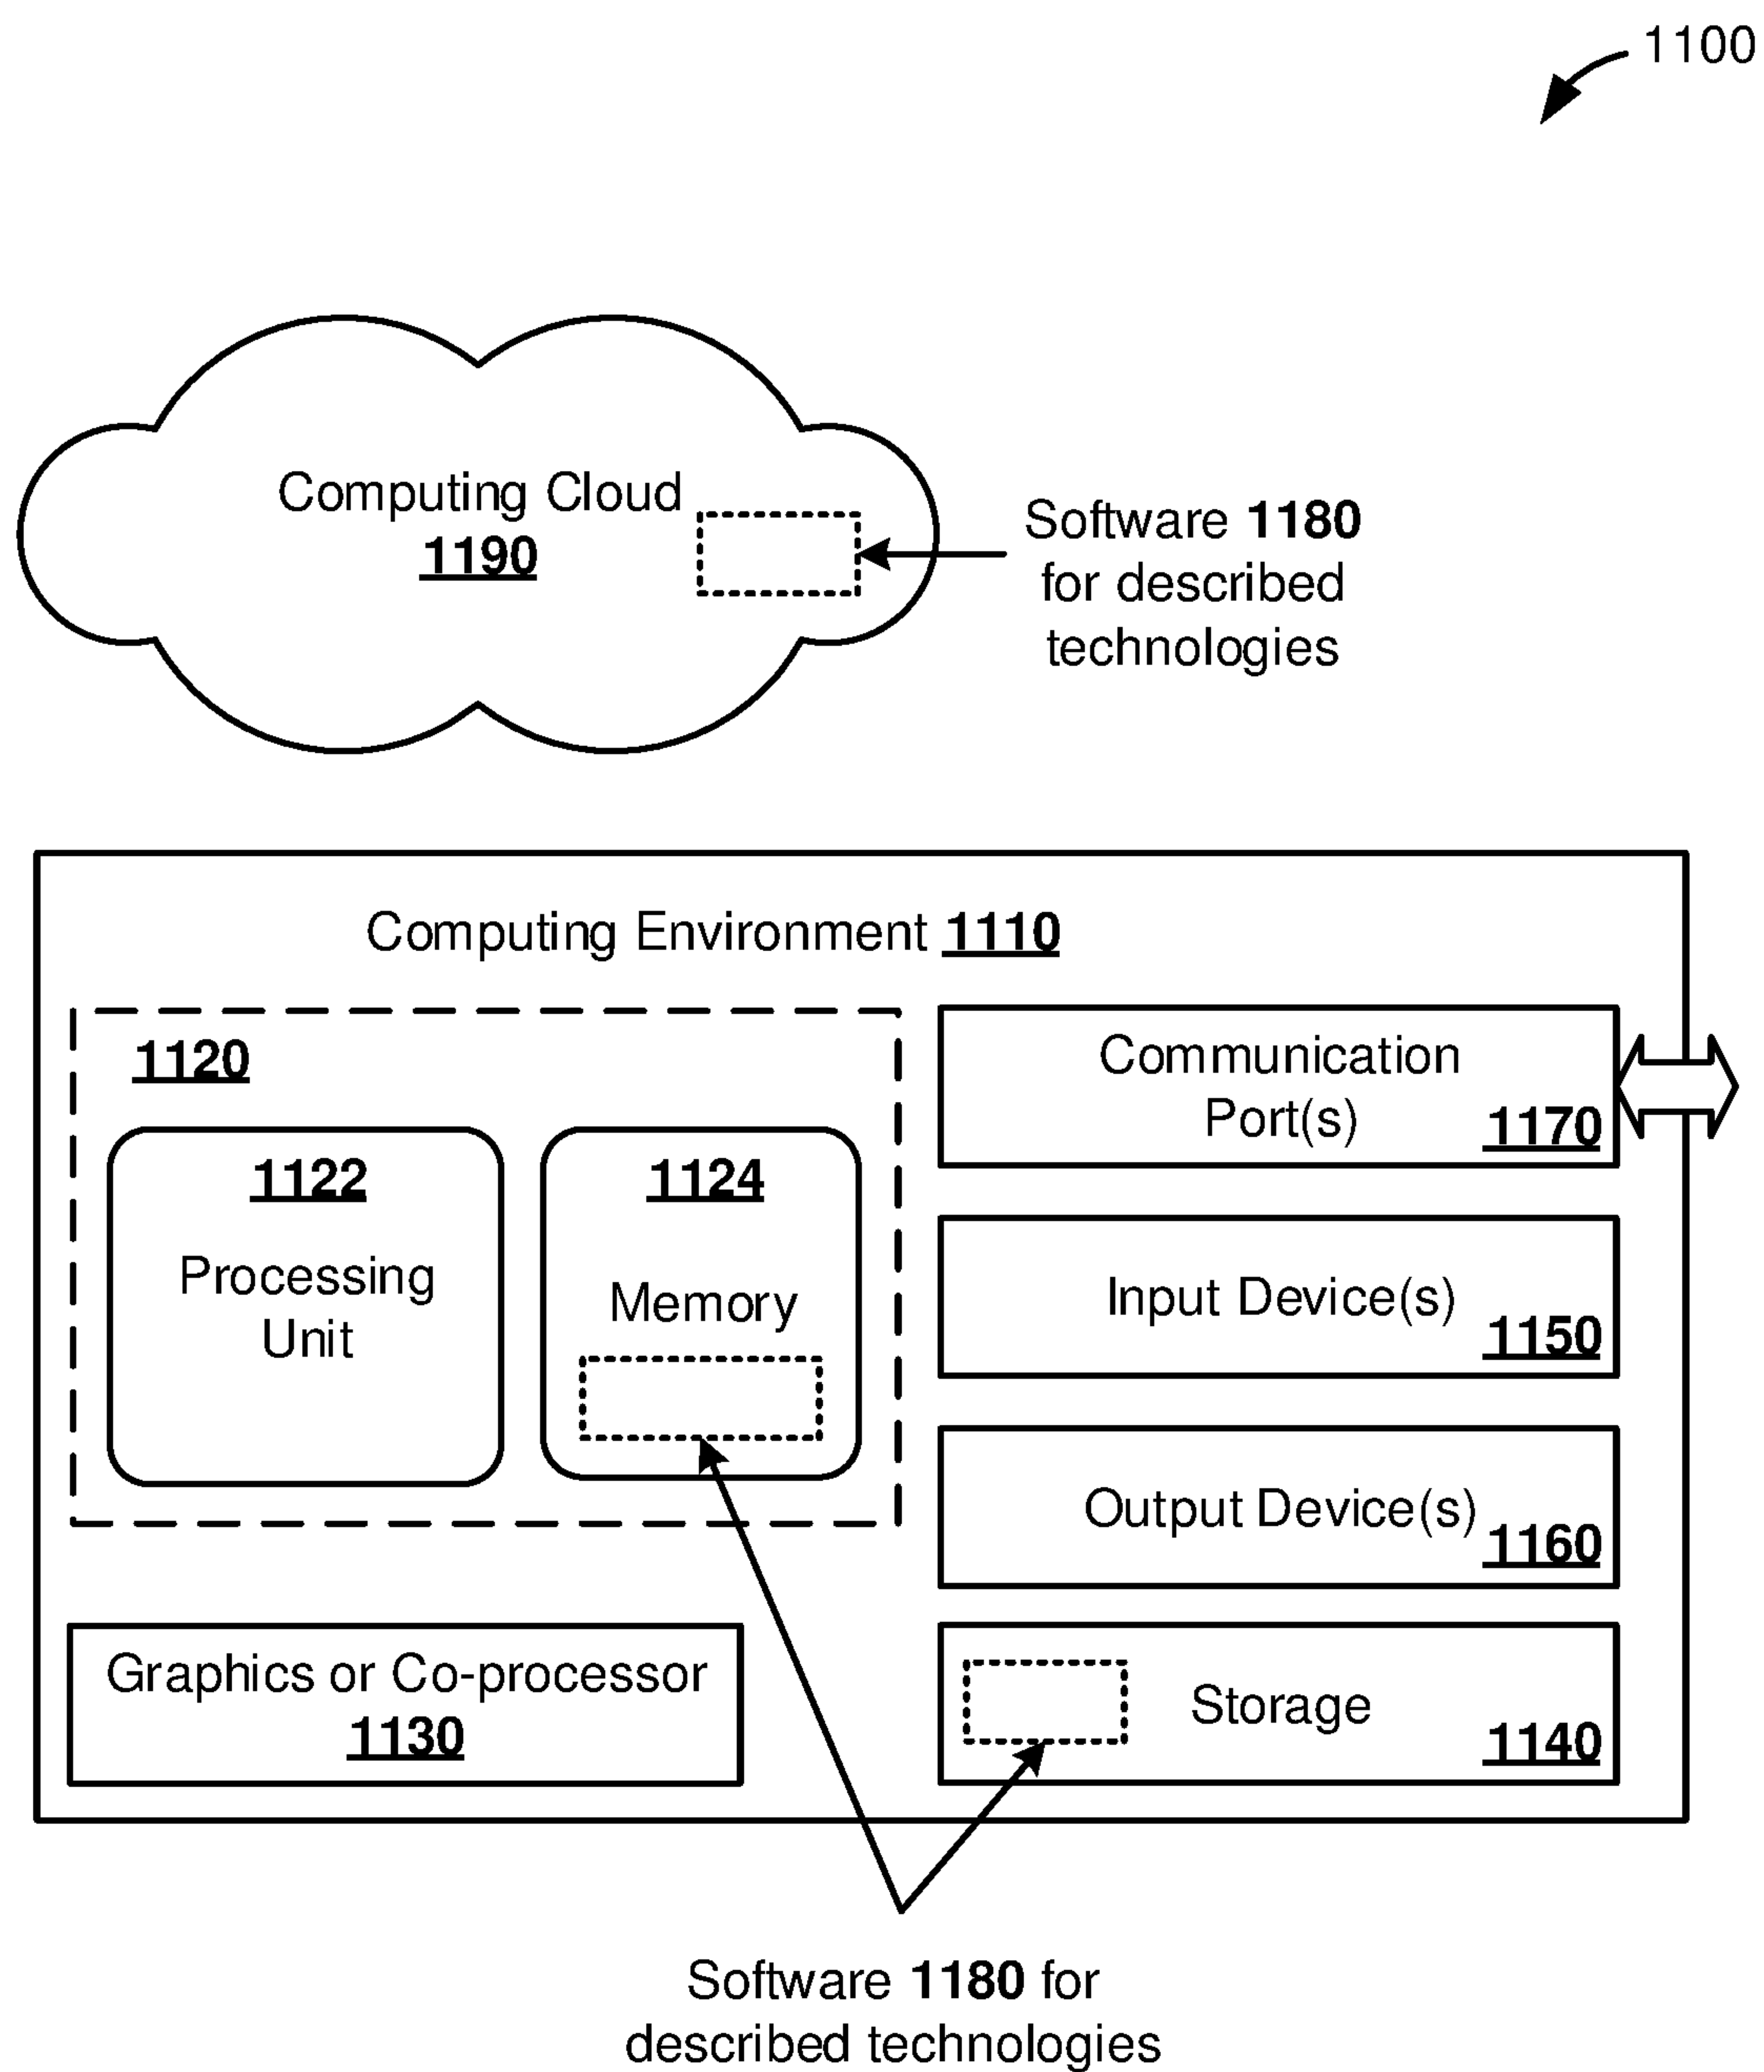 1100
Computing Cloud
1190
Software 1180
for described
technologies
Computing Environment 1110
1120
1122
Processing
Unit
1124
Memory
Communication
Port(s)
1170
Input Device(s)
1150
Output Device(s)
1160
Graphics or Co-processor
1130
Storage
1140
Software 1180 for
described technologies